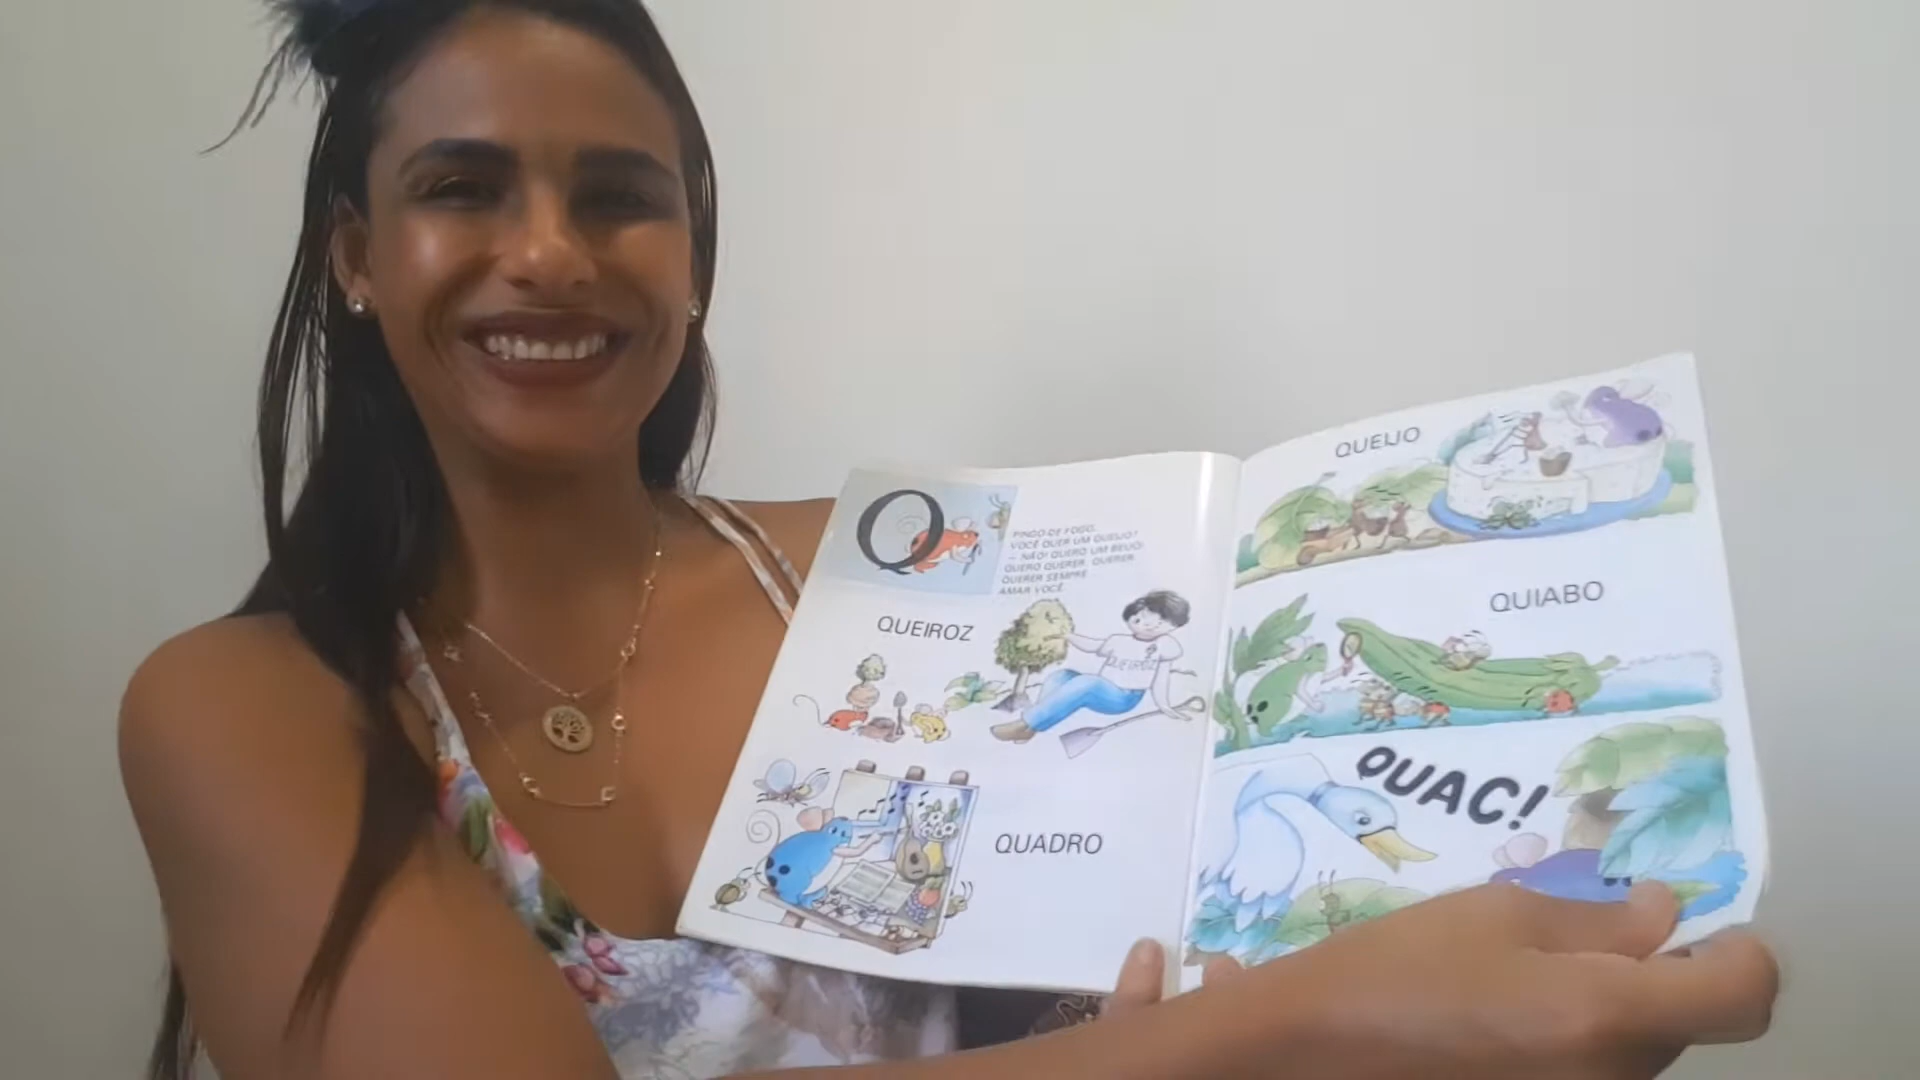 Q
PINGO DE FOGO,
VOCÊ QUER UM QUEIJO?
— NÃO! QUERO UM BEIJO!
QUERO QUERER, QUERER,
QUERER SEMPRE
AMAR VOCÊ.
QUEIROZ
QUEIROZ
QUADRO
QUEIJO
QUIABO
QUAC!